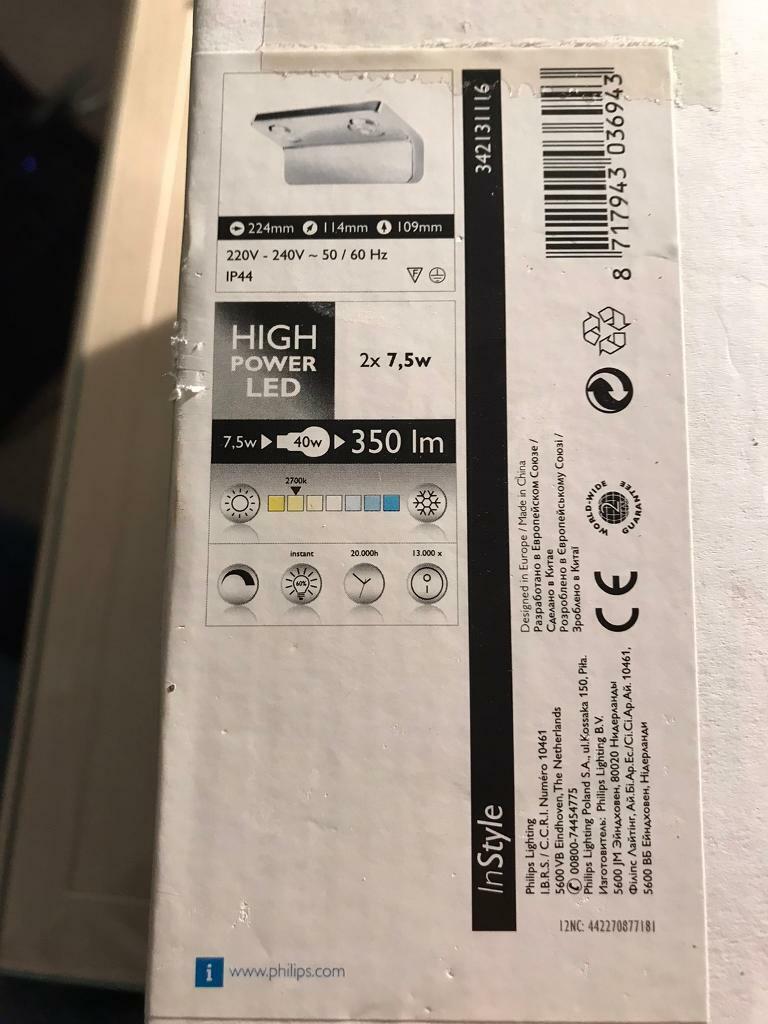 224mm 114mm 109mm
220V - 240V ~ 50 / 60 Hz
IP44
F
HIGH
POWER
LED
2x 7,5w
7,5w 40w 350 lm
2700k
instant 20.000h 13.000 x
60%
i www.philips.com
342131116
InStyle
8 717943 036943
WORLD-WIDE
2
GUARANTEE
CE
Designed in Europe / Made in China
Разработано в Европейском Союзе /
Сделано в Китае
Розроблено в Європейському Союзі /
Зроблено в Китаї
Philips Lighting
I.B.R.S. / C.C.R.I. Numéro 10461
5600 VB Eindhoven, The Netherlands
00800-74454775
Philips Lighting Poland S.A., ul.Kossaka 150, Piła.
Изготовитель: Philips Lighting B.V.
5600 JM Эйндховен, 80020 Нидерланды
Філіпс Лайтінг, Ай.Бі.Ар.Ес./Сі.Сі.Ар.Ай. 10461,
5600 ВБ Ейндховен, Нідерланди
12NC: 442270877181